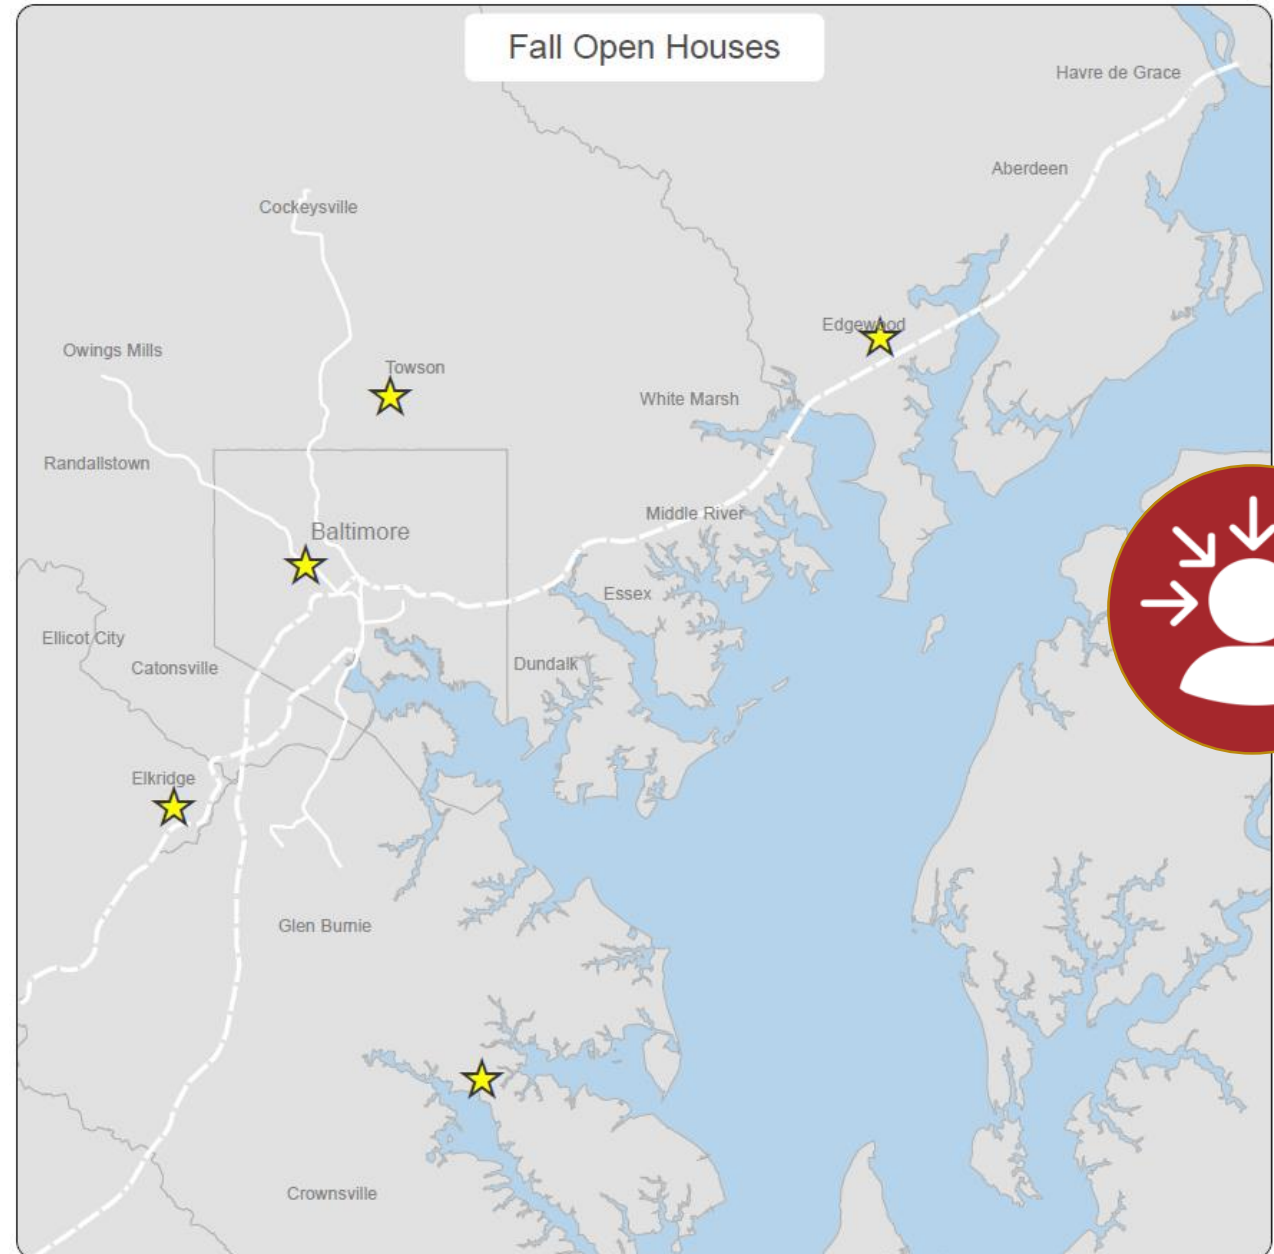 Fall Open Houses
Havre de Grace
Aberdeen
Cockeysville
Edgewood
Owings Mills
Towson
White Marsh
Randallstown
Middle River
Baltimore
Essex
Ellicot City
Catonsville
Dundalk
Elkridge
Glen Burnie
Crownsville